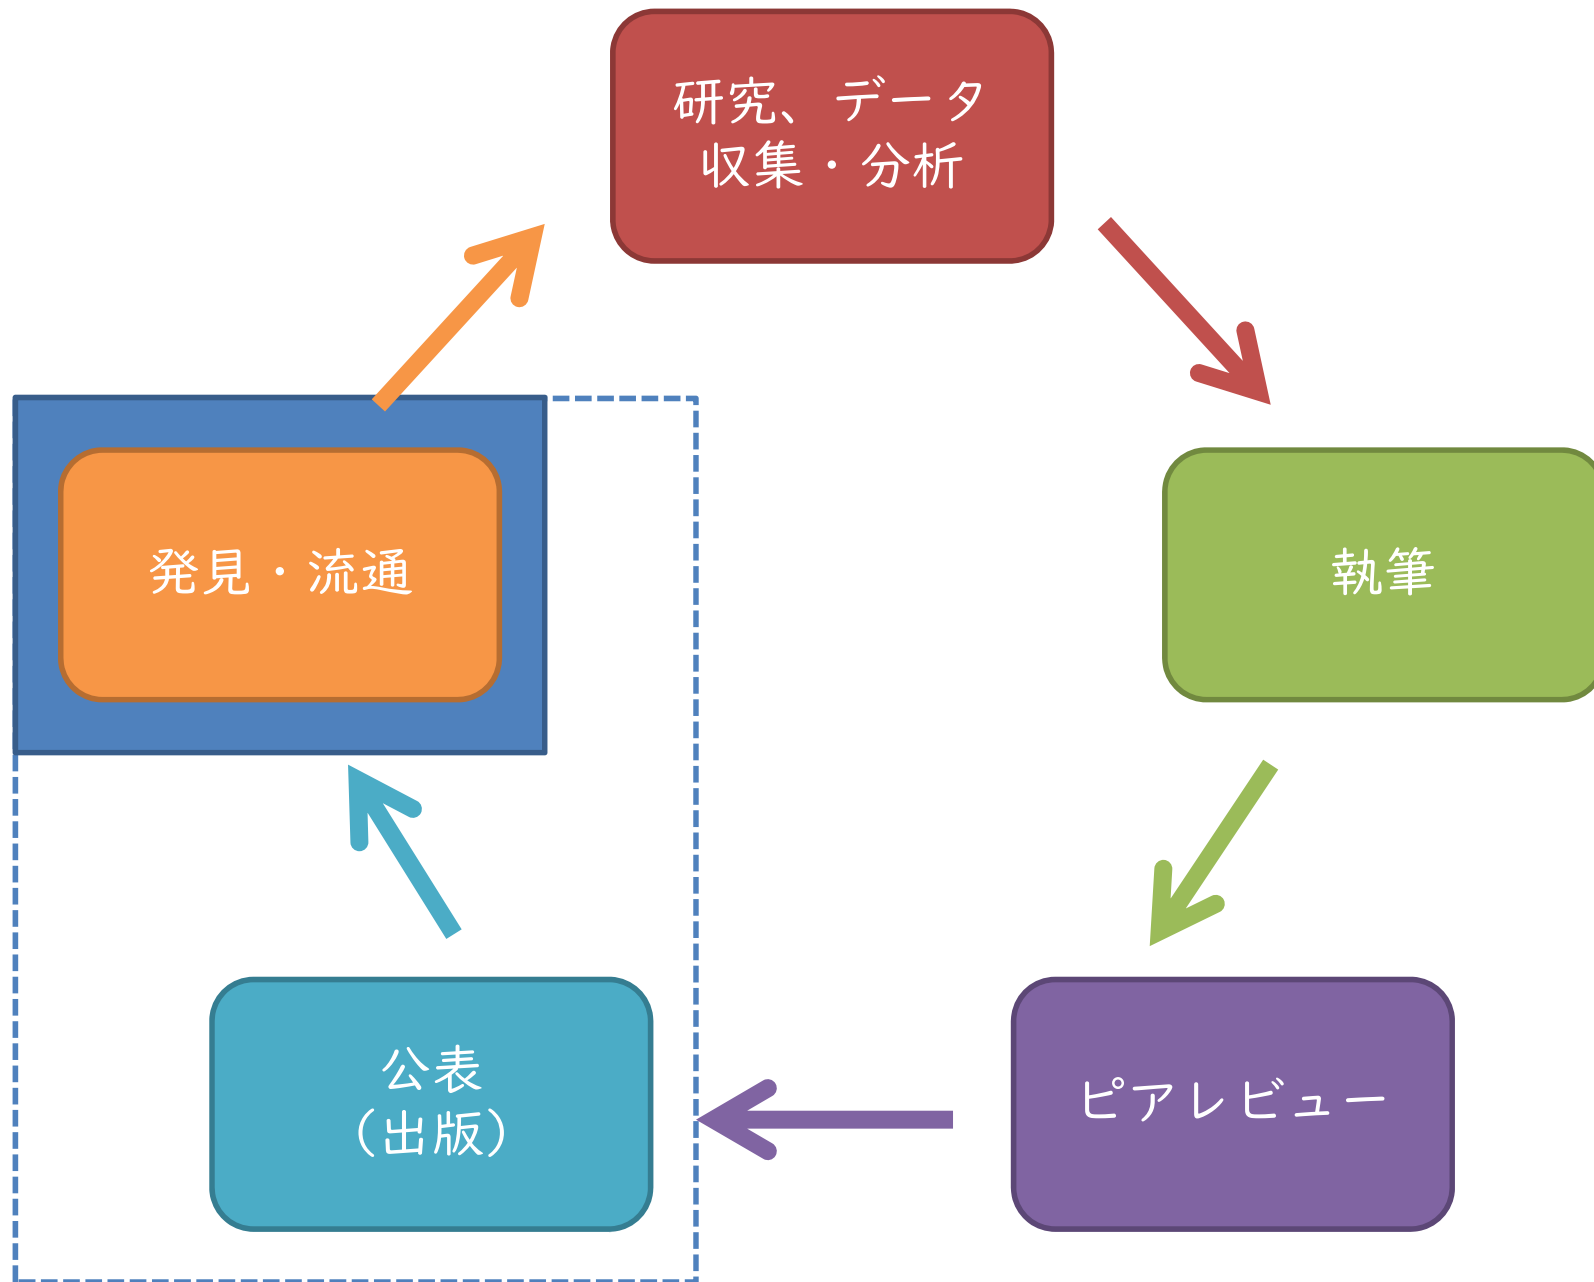 研究、データ
収集・分析
発見・流通
執筆
公表
（出版）
ピアレビュー